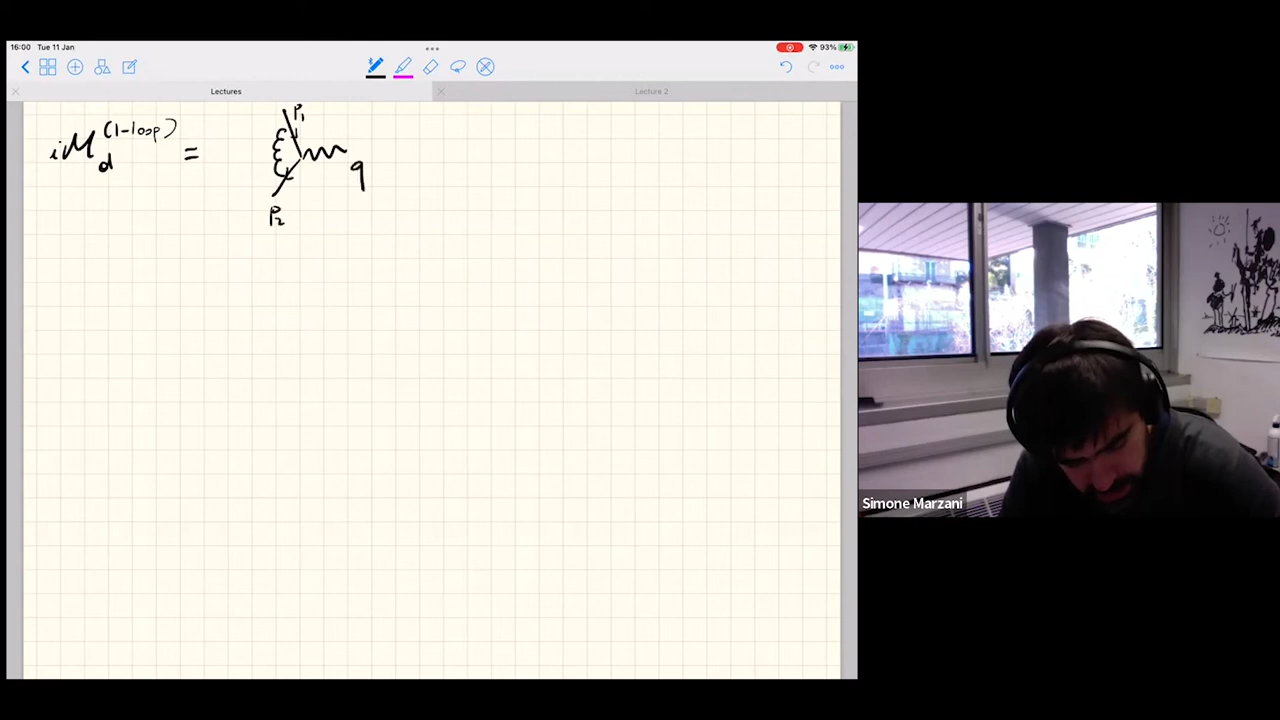 16:00 Tue 11 Jan
93%
Lectures
Lecture 2
iM_d^(1-loop) =
P₁
q
P₂
Simone Marzani